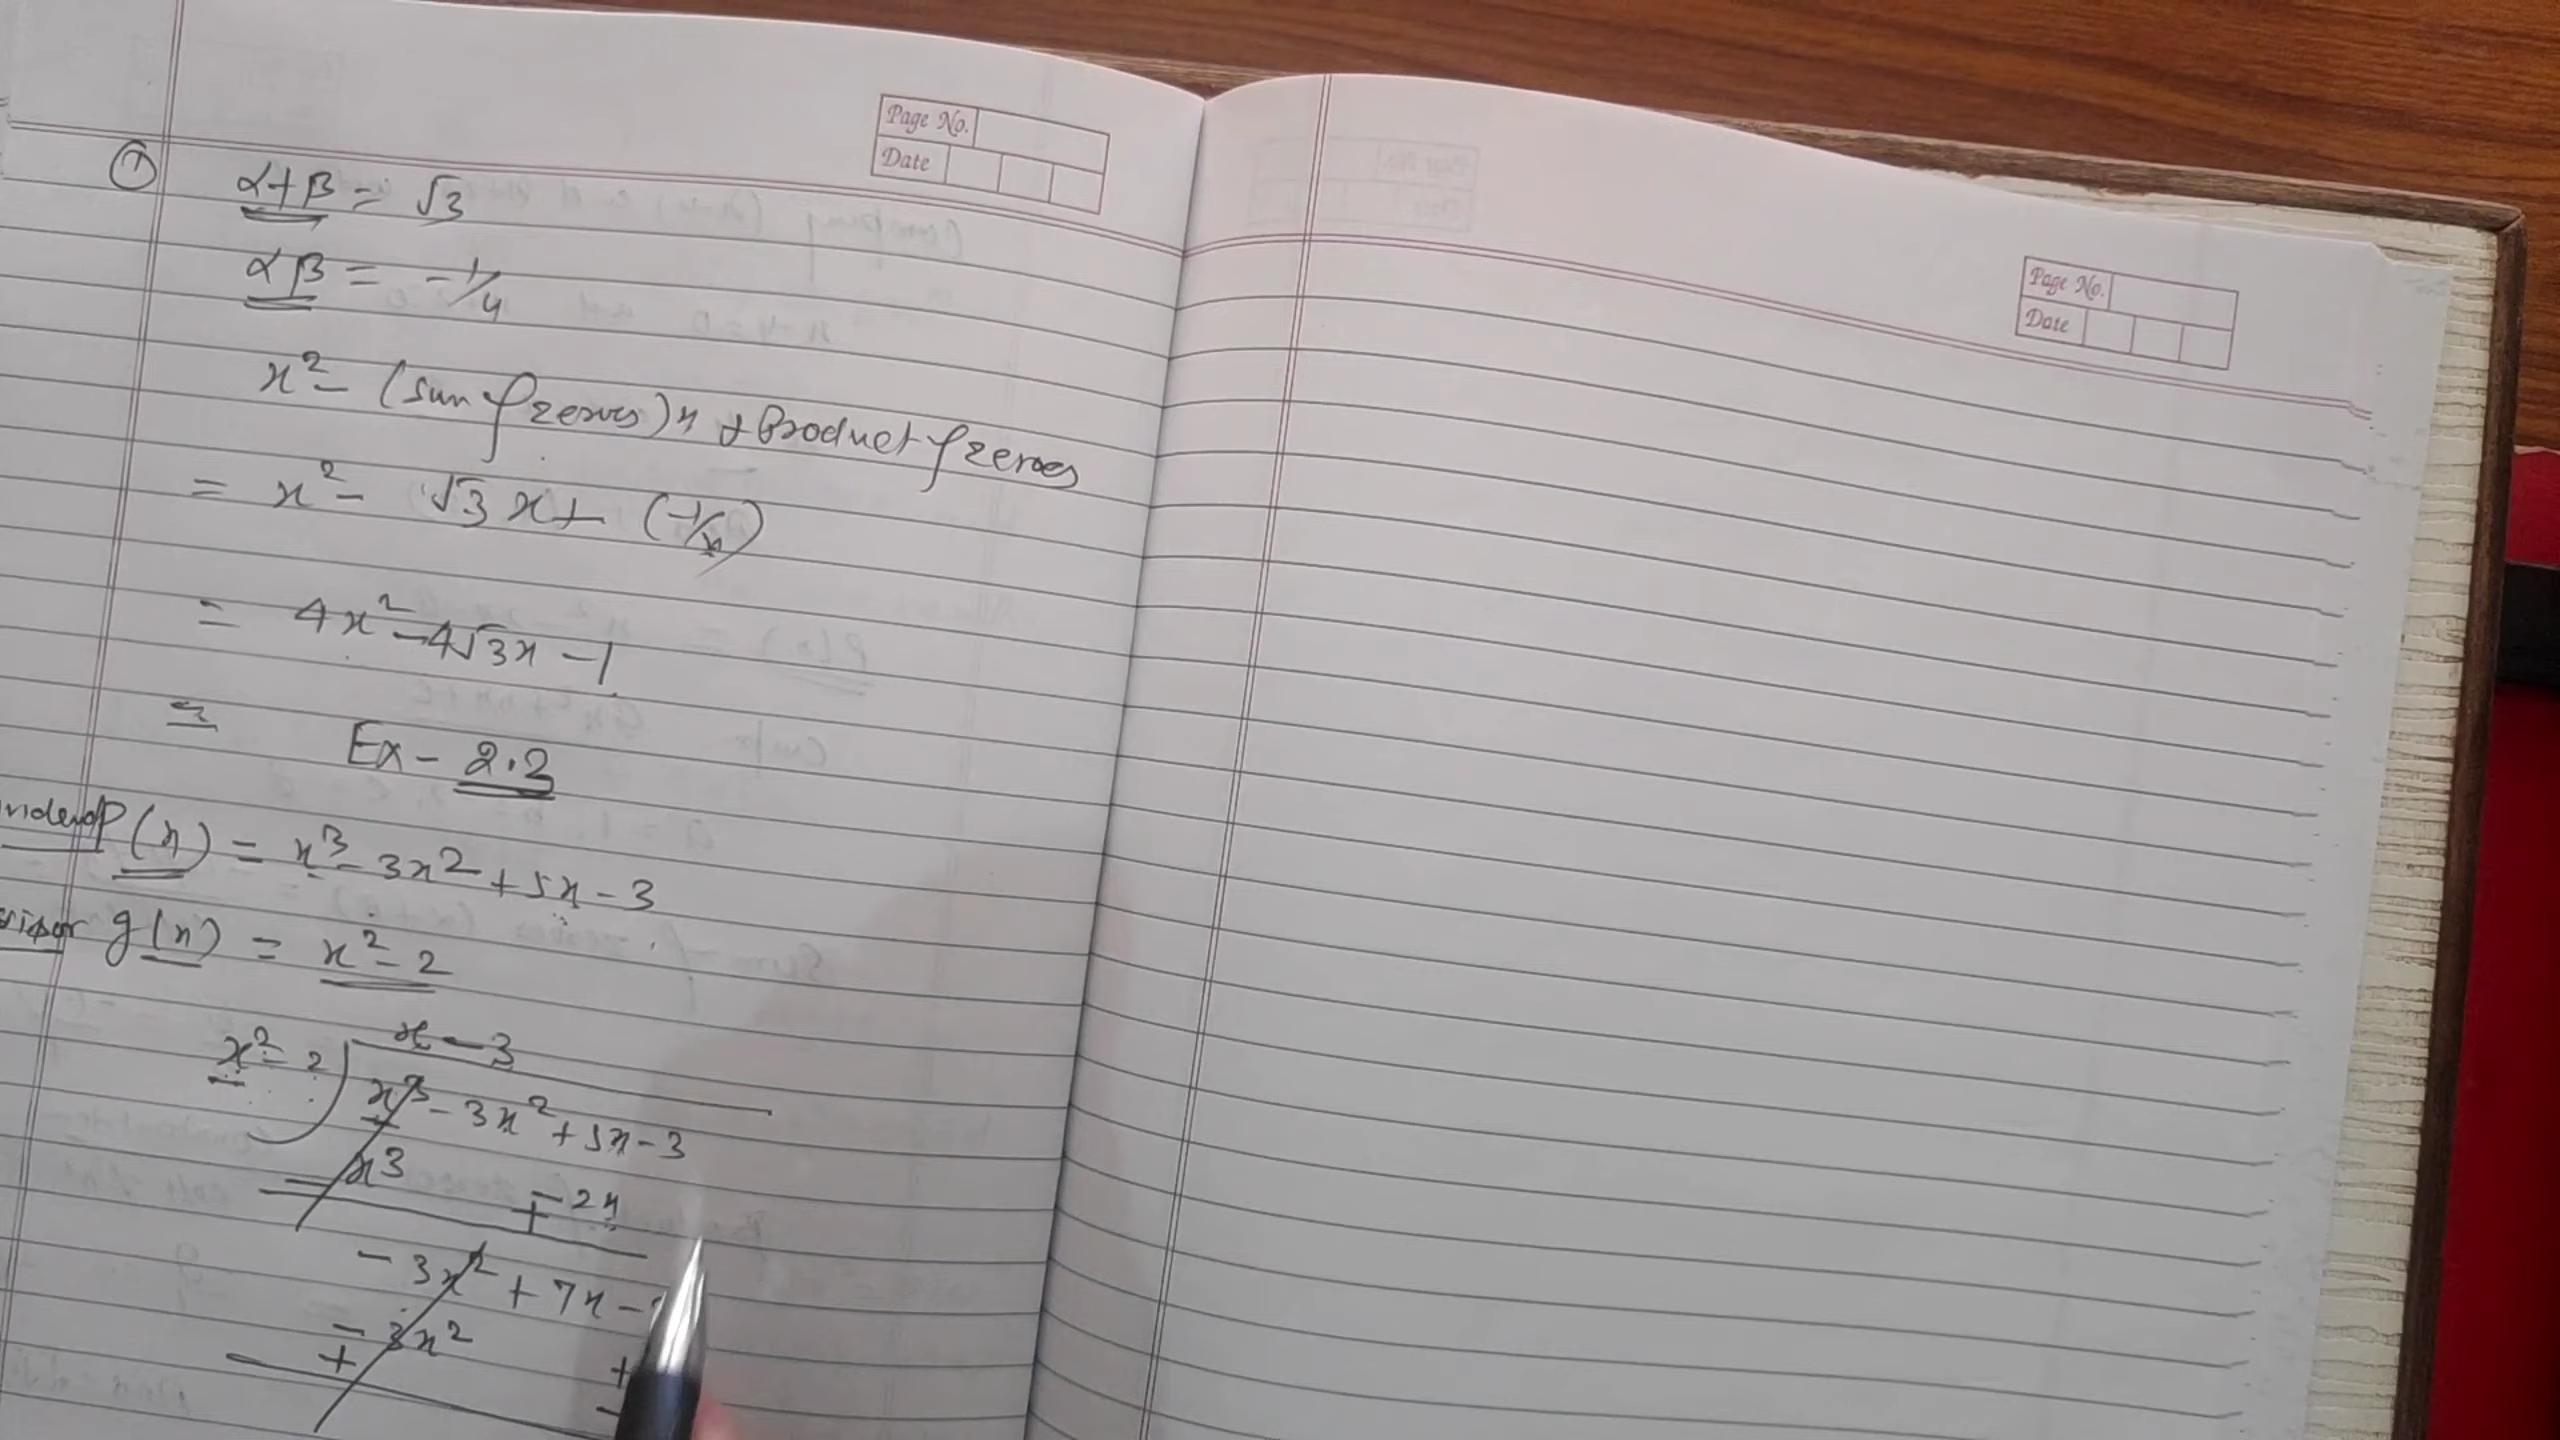 Page No.
Date
① α+β = √3
αβ = -1/4
x² - (sum of zeroes)x + Product of zeroes
= x² - √3 x + (-1/4)
= 4x² - 4√3x - 1
=
Ex - 2.2
P(x) = x³ - 3x² + 5x - 3
g(x) = x² - 2
x - 3
x² - 2 ) x³ - 3x² + 5x - 3
x³ - 2x
- +
- 3x² + 7x -
- 3x² +
+ -
Page No.
Date